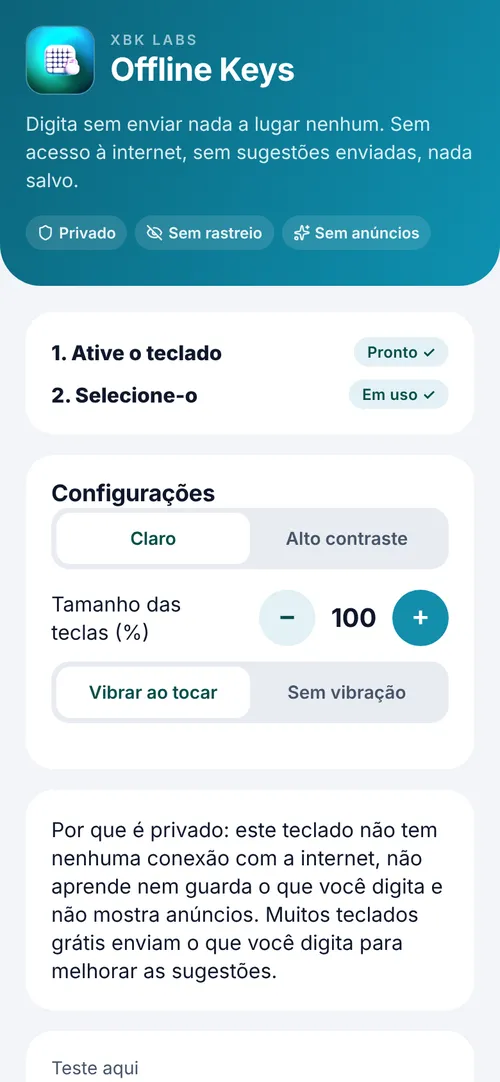 XBK LABS
Offline Keys
Digita sem enviar nada a lugar nenhum. Sem
acesso à internet, sem sugestões enviadas, nada
salvo.
Privado
Sem rastreio
Sem anúncios
1. Ative o teclado
Pronto ✓
2. Selecione-o
Em uso ✓
Configurações
Claro
Alto contraste
Tamanho das
teclas (%)
− 100 +
Vibrar ao tocar
Sem vibração
Por que é privado: este teclado não tem
nenhuma conexão com a internet, não
aprende nem guarda o que você digita e
não mostra anúncios. Muitos teclados
grátis enviam o que você digita para
melhorar as sugestões.
Teste aqui